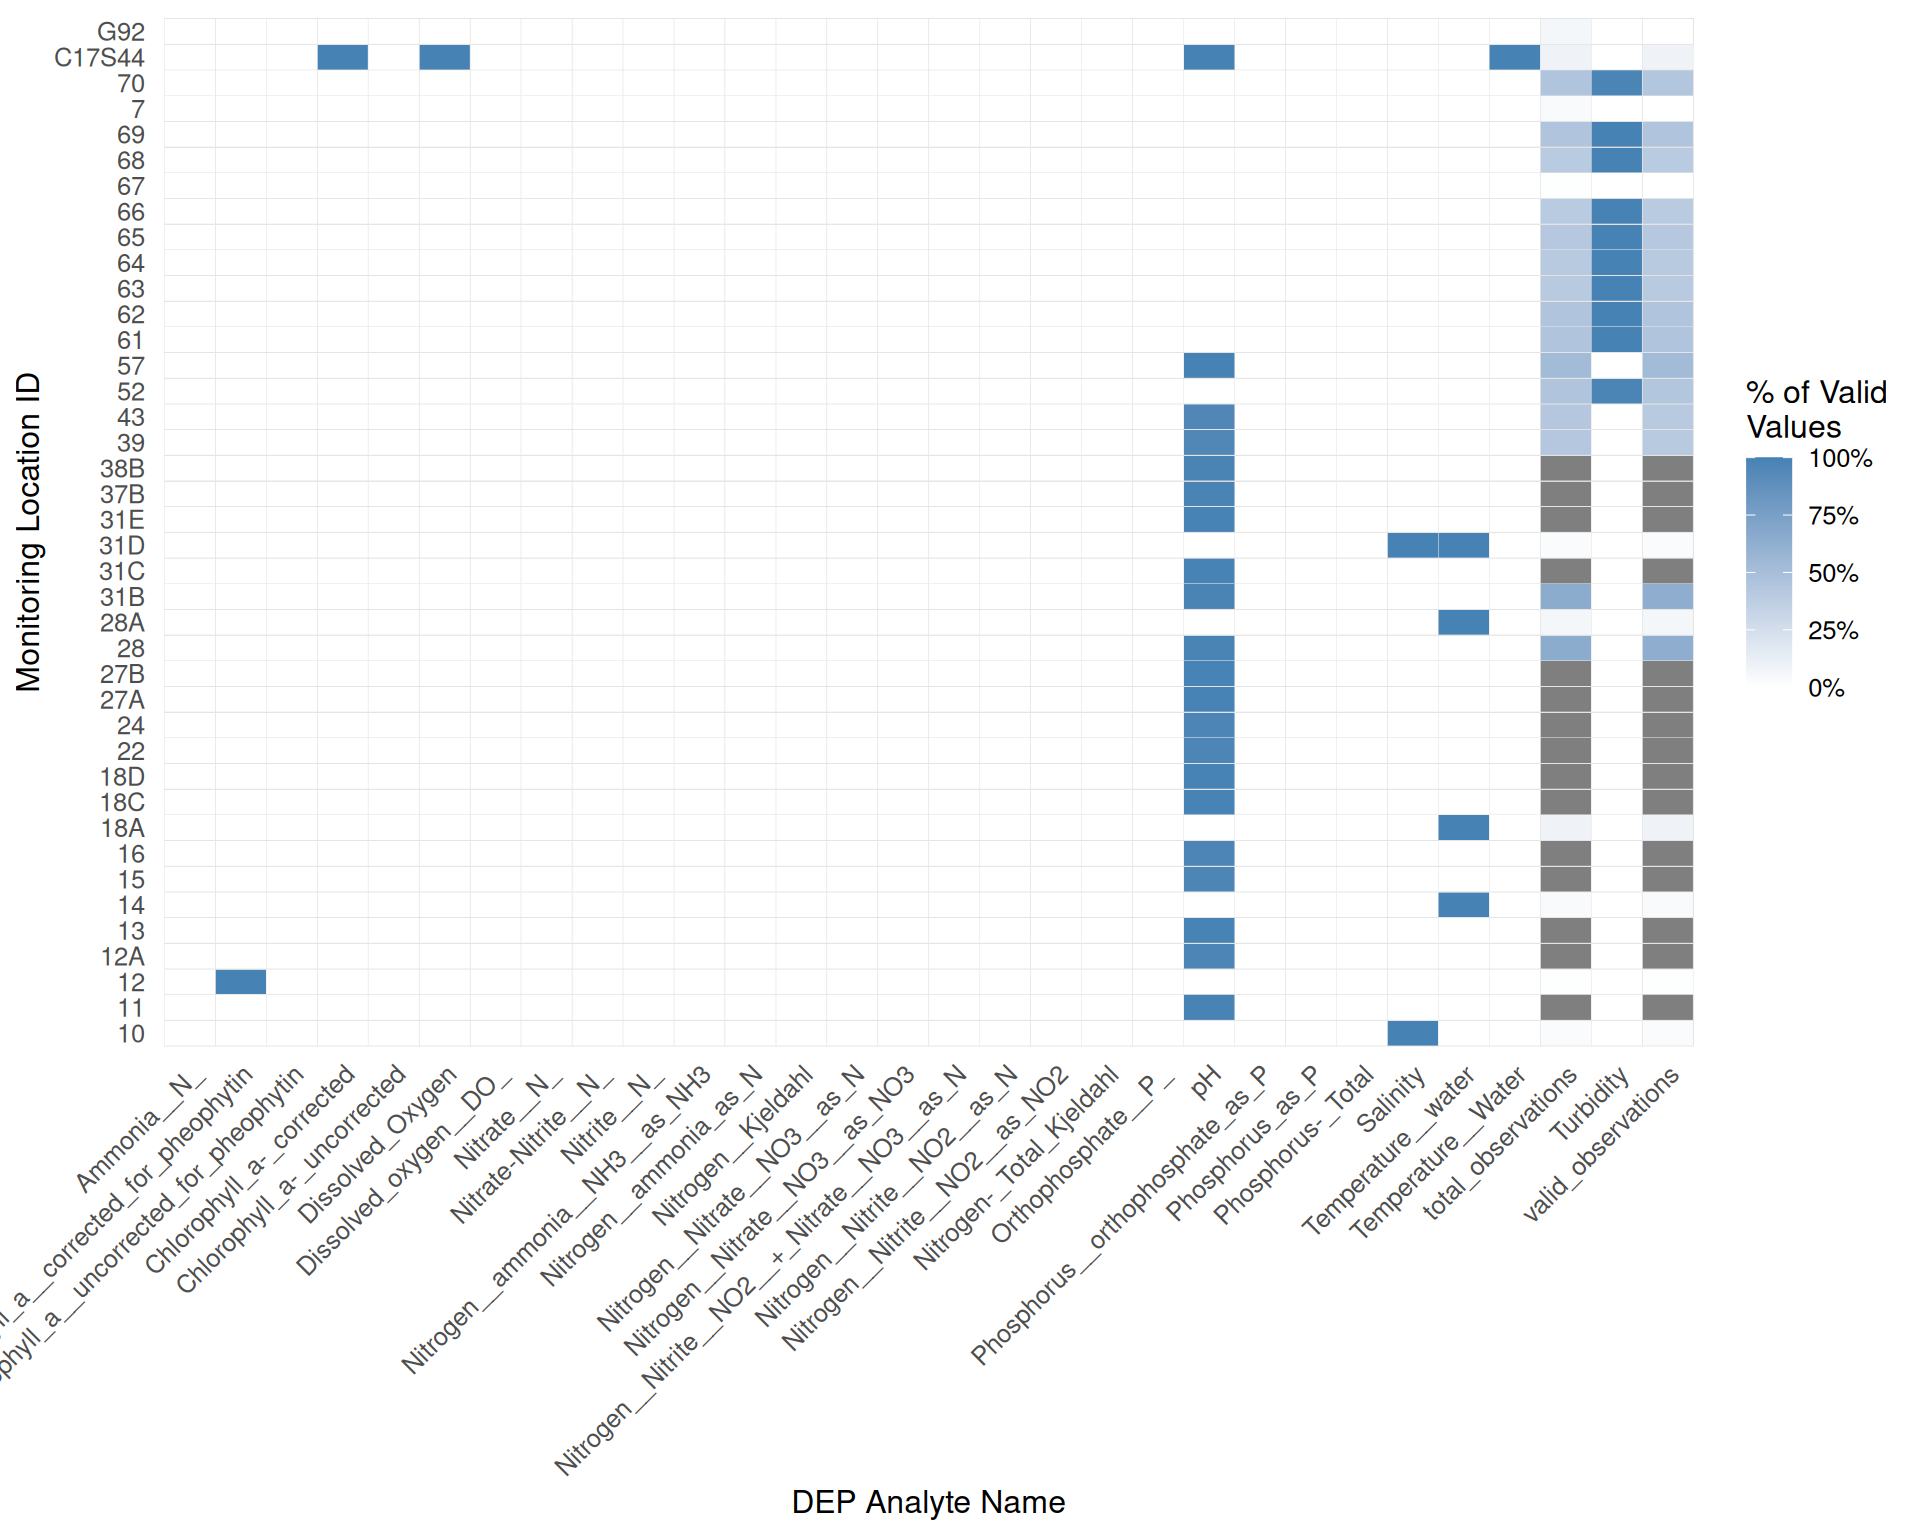 G92
C17S44
70
7
69
68
67
66
65
64
63
62
61
57
52
43
39
38B
37B
31E
31D
31C
31B
28A
28
27B
27A
24
22
18D
18C
18A
16
15
14
13
12A
12
11
10
Monitoring Location ID
Ammonia__N_
ll_a__corrected_for_pheophytin
ophyll_a__uncorrected_for_pheophytin
Chlorophyll_a-_corrected
Chlorophyll_a-_uncorrected
Dissolved_Oxygen
Dissolved_oxygen__DO_
Nitrate__N_
Nitrate-Nitrite__N_
Nitrite__N_
Nitrogen__ammonia__NH3__as_NH3
Nitrogen__ammonia_as_N
Nitrogen__Kjeldahl
Nitrogen__Nitrate__NO3__as_N
Nitrogen__Nitrate__NO3__as_NO3
Nitrogen__Nitrite__NO2__+_Nitrate__NO3__as_N
Nitrogen__Nitrite__NO2__as_N
Nitrogen__Nitrite__NO2__as_NO2
Nitrogen-_Total_Kjeldahl
Orthophosphate__P_
pH
Phosphorus__orthophosphate_as_P
Phosphorus_as_P
Phosphorus-_Total
Salinity
Temperature__water
Temperature__Water
total_observations
Turbidity
valid_observations
DEP Analyte Name
% of Valid
Values
100%
75%
50%
25%
0%